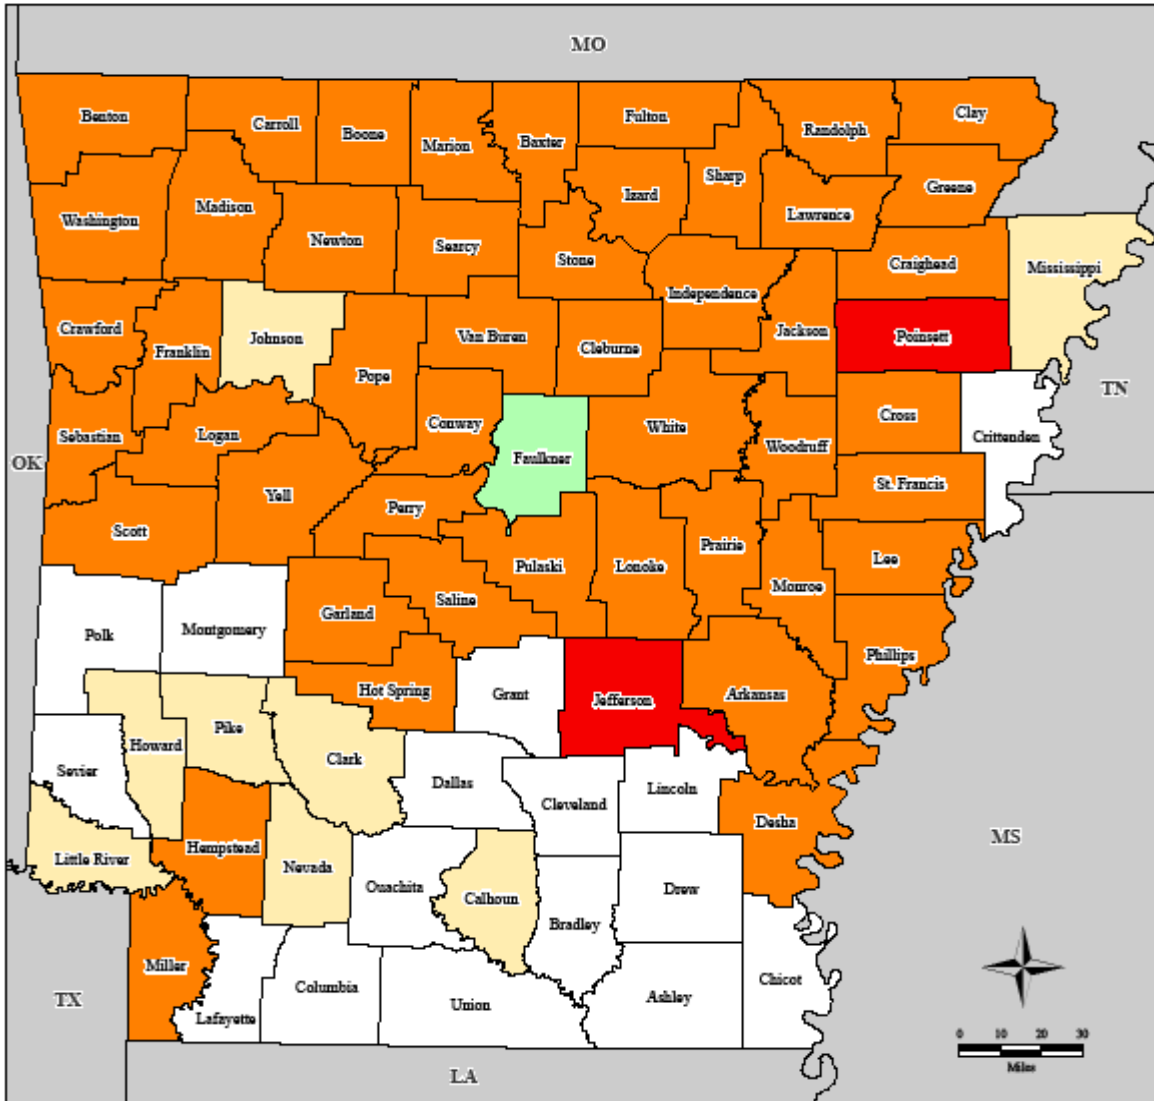 MO
Benton
Carroll
Boone
Marion
Baxter
Fulton
Randolph
Clay
Sharp
Izard
Greene
Washington
Madison
Newton
Searcy
Stone
Lawrence
Craighead
Mississippi
Independence
Crawford
Franklin
Johnson
Pope
Van Buren
Cleburne
Jackson
Poinsett
TN
OK
Sebastian
Logan
Conway
Faulkner
White
Woodruff
Cross
Crittenden
St. Francis
Scott
Yell
Perry
Pulaski
Lonoke
Prairie
Monroe
Lee
Polk
Montgomery
Garland
Saline
Phillips
Hot Spring
Grant
Jefferson
Arkansas
Sevier
Howard
Pike
Clark
Dallas
Cleveland
Lincoln
Desha
MS
Little River
Hempstead
Nevada
Ouachita
Calhoun
Bradley
Drew
TX
Miller
Lafayette
Columbia
Union
Ashley
Chicot
0 10 20 30
Miles
LA